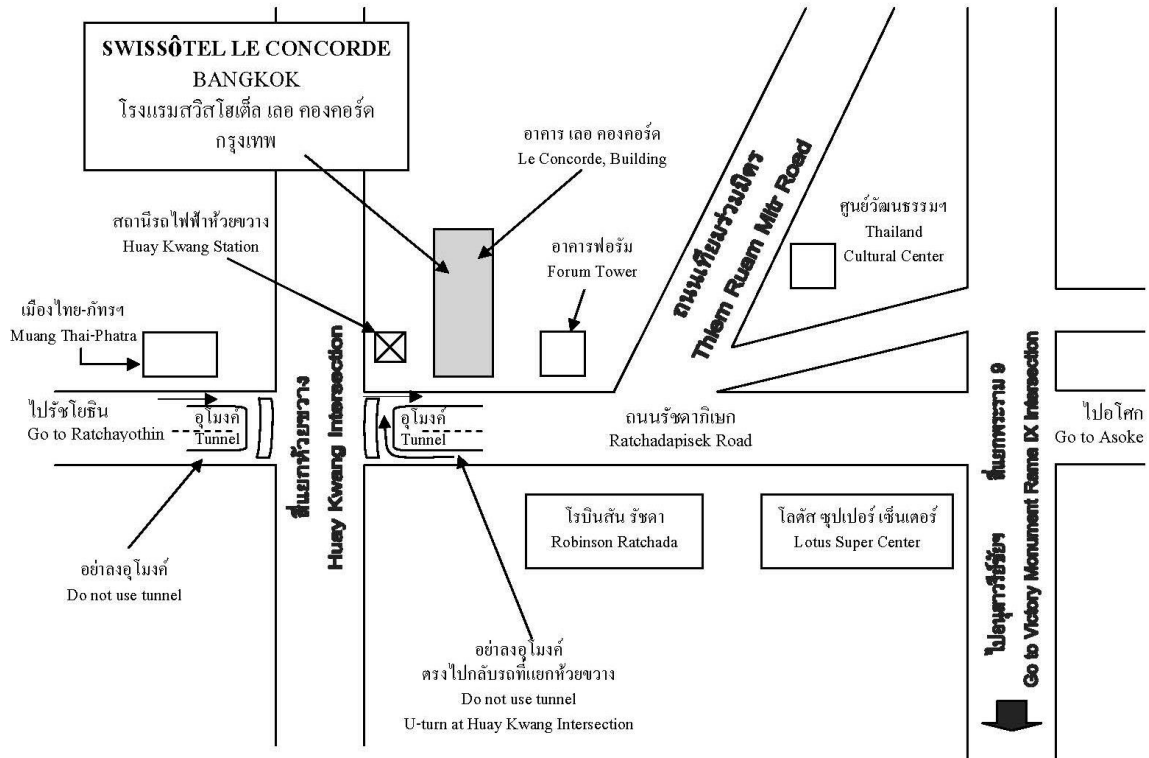 SWISSÔTEL LE CONCORDE
BANGKOK
โรงแรมสวิสโฮเต็ล เลอ คองคอร์ด
กรุงเทพ
อาคาร เลอ คองคอร์ด
Le Concorde, Building
สถานีรถไฟฟ้าห้วยขวาง
Huay Kwang Station
อาคารฟอรัม
Forum Tower
ถนนเทียมร่วมมิตร
Thiem Ruam Mitr Road
ศูนย์วัฒนธรรมฯ
Thailand
Cultural Center
เมืองไทย-ภัทรฯ
Muang Thai-Phatra
ไปรัชโยธิน
Go to Ratchayothin
อุโมงค์
Tunnel
สี่แยกห้วยขวาง
Huay Kwang Intersection
อุโมงค์
Tunnel
ถนนรัชดาภิเษก
Ratchadapisek Road
ไปอโศก
Go to Asoke
สี่แยกพระราม 9
ไปอนุสาวรีย์ชัยฯ
Go to Victory Monument Rama IX Intersection
โรบินสัน รัชดา
Robinson Ratchada
โลตัส ซุปเปอร์ เซ็นเตอร์
Lotus Super Center
อย่าลงอุโมงค์
Do not use tunnel
อย่าลงอุโมงค์
ตรงไปกลับรถที่แยกห้วยขวาง
Do not use tunnel
U-turn at Huay Kwang Intersection